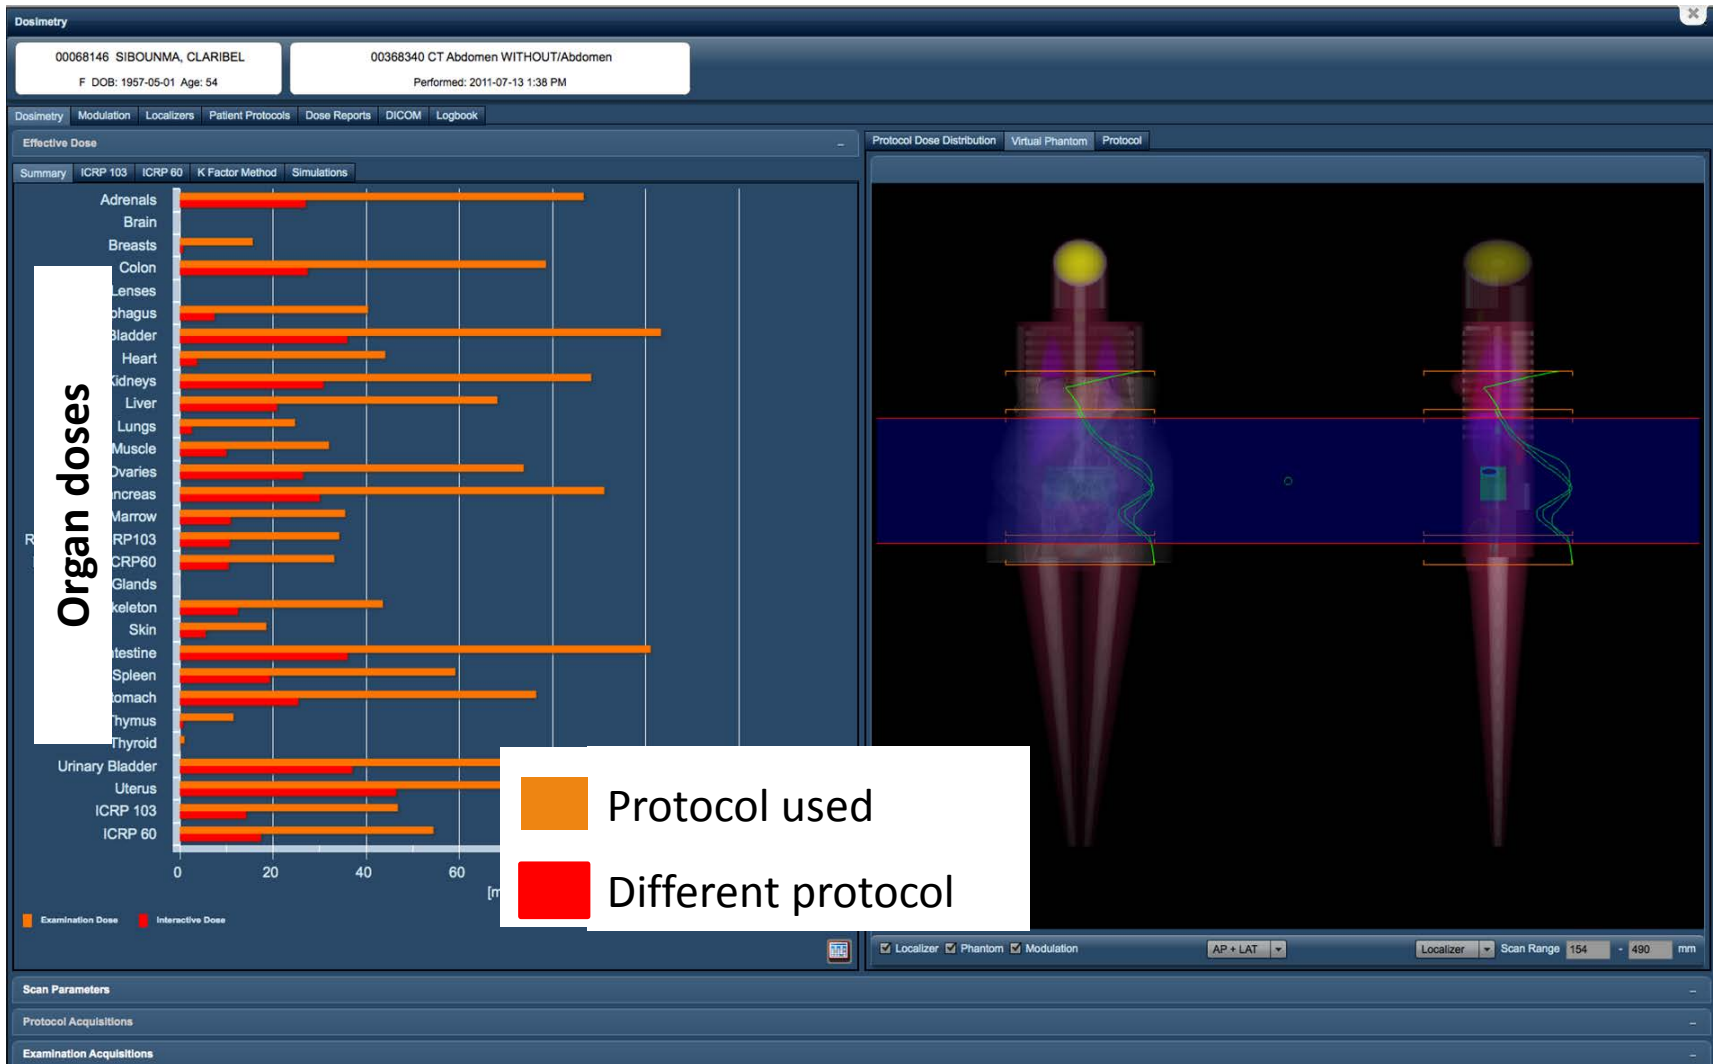 Dosimetry
00068146 SIBOUNMA, CLARIBEL
F DOB: 1957-05-01 Age: 54
00368340 CT Abdomen WITHOUT/Abdomen
Performed: 2011-07-13 1:38 PM
Dosimetry Modulation Localizers Patient Protocols Dose Reports DICOM Logbook
Effective Dose
Summary ICRP 103 ICRP 60 K Factor Method Simulations
Organ doses
Adrenals
Brain
Breasts
Colon
Lenses
phagus
Bladder
Heart
Kidneys
Liver
Lungs
Muscle
Ovaries
ancreas
Marrow
R RP103
CRP60
Glands
keleton
Skin
ntestine
Spleen
tomach
Thymus
Thyroid
Urinary Bladder
Uterus
ICRP 103
ICRP 60
0 20 40 60
[m
Examination Dose Interactive Dose
Protocol used
Different protocol
Protocol Dose Distribution Virtual Phantom Protocol
Localizer Phantom Modulation AP + LAT Localizer Scan Range 154 - 490 mm
Scan Parameters
Protocol Acquisitions
Examination Acquisitions